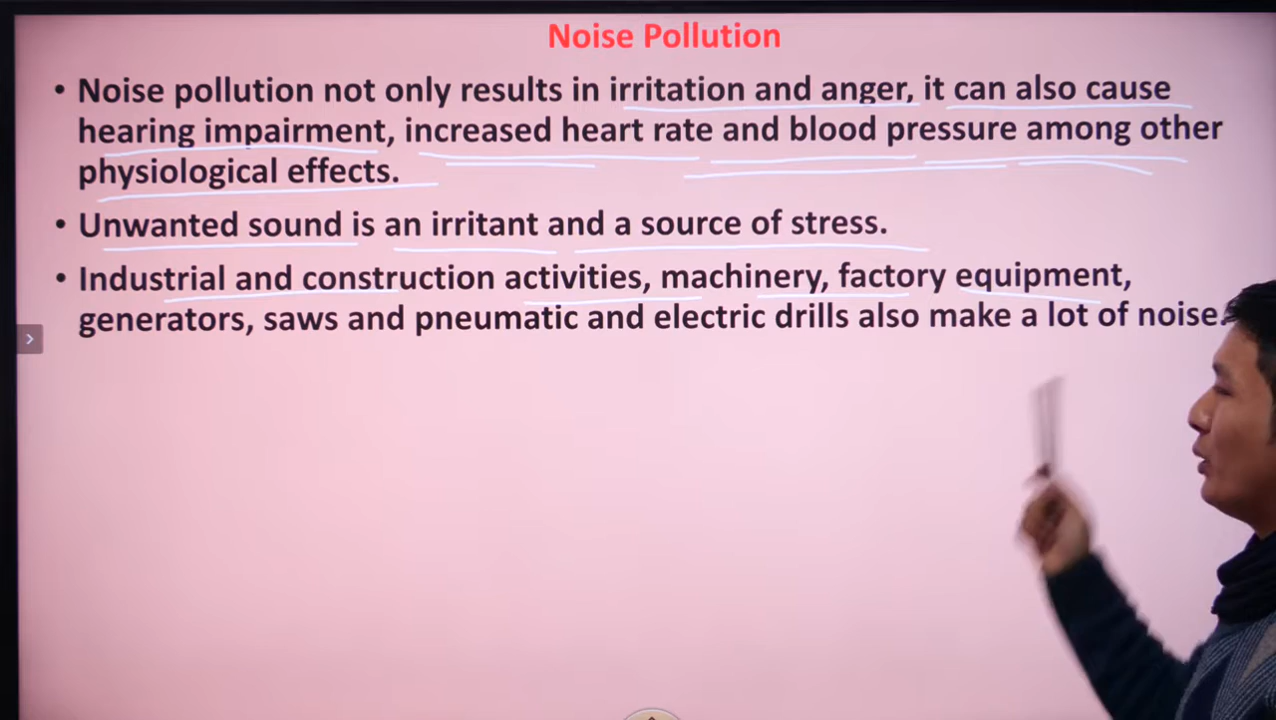 Noise Pollution
• Noise pollution not only results in irritation and anger, it can also cause
hearing impairment, increased heart rate and blood pressure among other
physiological effects.
• Unwanted sound is an irritant and a source of stress.
• Industrial and construction activities, machinery, factory equipment,
generators, saws and pneumatic and electric drills also make a lot of noise.